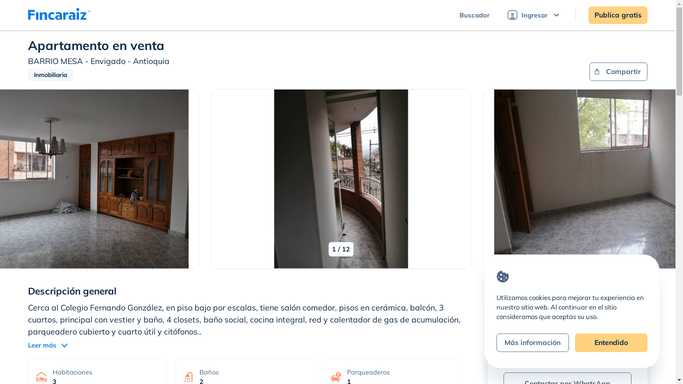 Fincaraiz
Buscador
Ingresar
Publica gratis
Apartamento en venta
BARRIO MESA - Envigado - Antioquia
Inmobiliaria
Compartir
1 / 12
Descripción general
Cerca al Colegio Fernando González, en piso bajo por escalas, tiene salón comedor, pisos en cerámica, balcón, 3
cuartos, principal con vestier y baño, 4 closets, baño social, cocina integral, red y calentador de gas de acumulación,
parqueadero cubierto y cuarto útil y citófonos..
Leer más
Habitaciones
3
Baños
2
Parqueaderos
1
Utilizamos cookies para mejorar tu experiencia en
nuestro sitio web. Al continuar en el sitio
consideramos que aceptas su uso.
Más información
Entendido
Contactar por WhatsApp